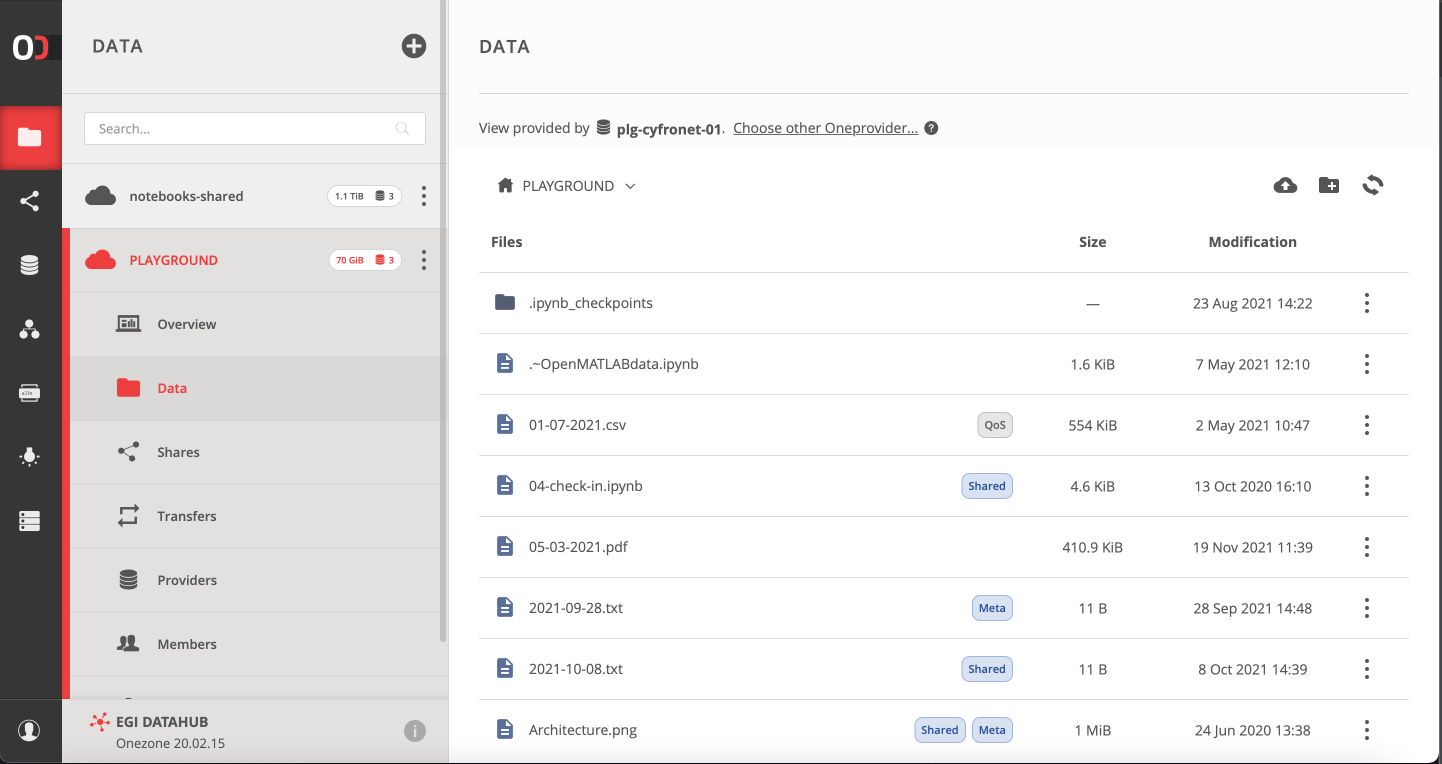 DATA
Search...
notebooks-shared 1.1 TiB 3
PLAYGROUND 70 GiB 3
Overview
Data
Shares
Transfers
Providers
Members
EGI DATAHUB
Onezone 20.02.15
DATA
View provided by plg-cyfronet-01. Choose other Oneprovider... ?
PLAYGROUND
Files Size Modification
.ipynb_checkpoints — 23 Aug 2021 14:22
.~OpenMATLABdata.ipynb 1.6 KiB 7 May 2021 12:10
01-07-2021.csv QoS 554 KiB 2 May 2021 10:47
04-check-in.ipynb Shared 4.6 KiB 13 Oct 2020 16:10
05-03-2021.pdf 410.9 KiB 19 Nov 2021 11:39
2021-09-28.txt Meta 11 B 28 Sep 2021 14:48
2021-10-08.txt Shared 11 B 8 Oct 2021 14:39
Architecture.png Shared Meta 1 MiB 24 Jun 2020 13:38